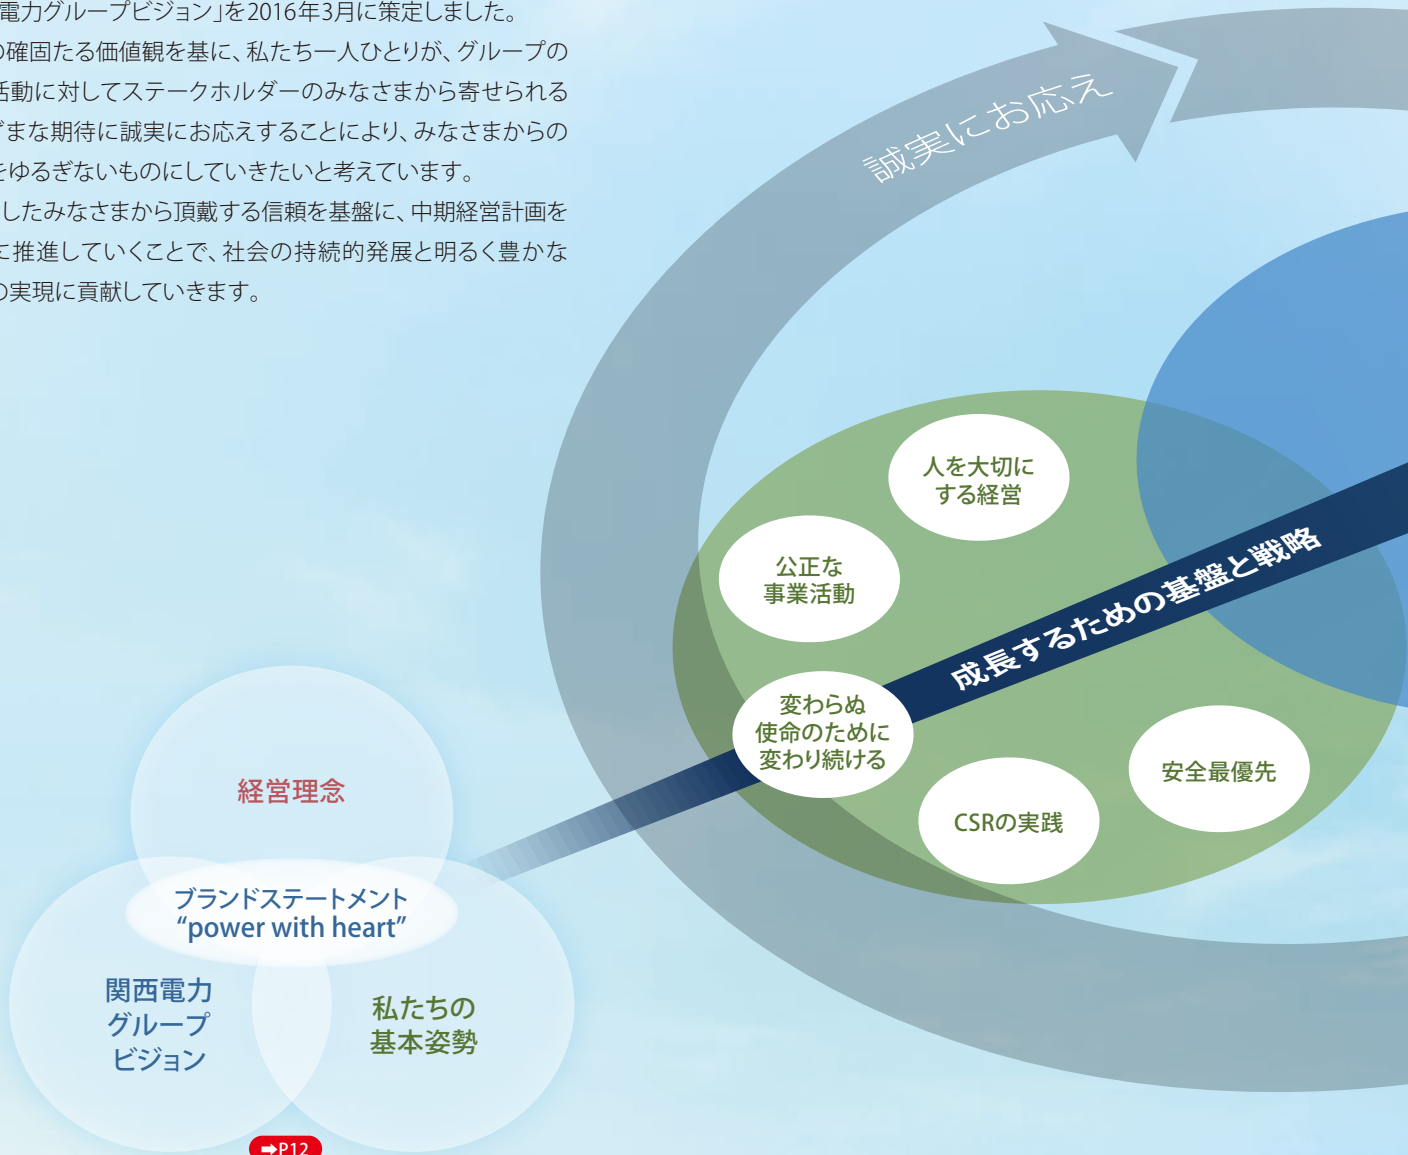 電力グループビジョン」を2016年3月に策定しました。
の確固たる価値観を基に、私たち一人ひとりが、グループの
活動に対してステークホルダーのみなさまから寄せられる
まな期待に誠実にお応えすることにより、みなさまからの
をゆるぎないものにしていきたいと考えています。
したみなさまから頂戴する信頼を基盤に、中期経営計画を
に推進していくことで、社会の持続的発展と明るく豊かな
の実現に貢献していきます。
誠実にお応え
人を大切に
する経営
公正な
事業活動
成長するための基盤と戦略
変わらぬ
使命のために
変わり続ける
安全最優先
CSRの実践
経営理念
ブランドステートメント
“power with heart”
関西電力
グループ
ビジョン
私たちの
基本姿勢
➡P12